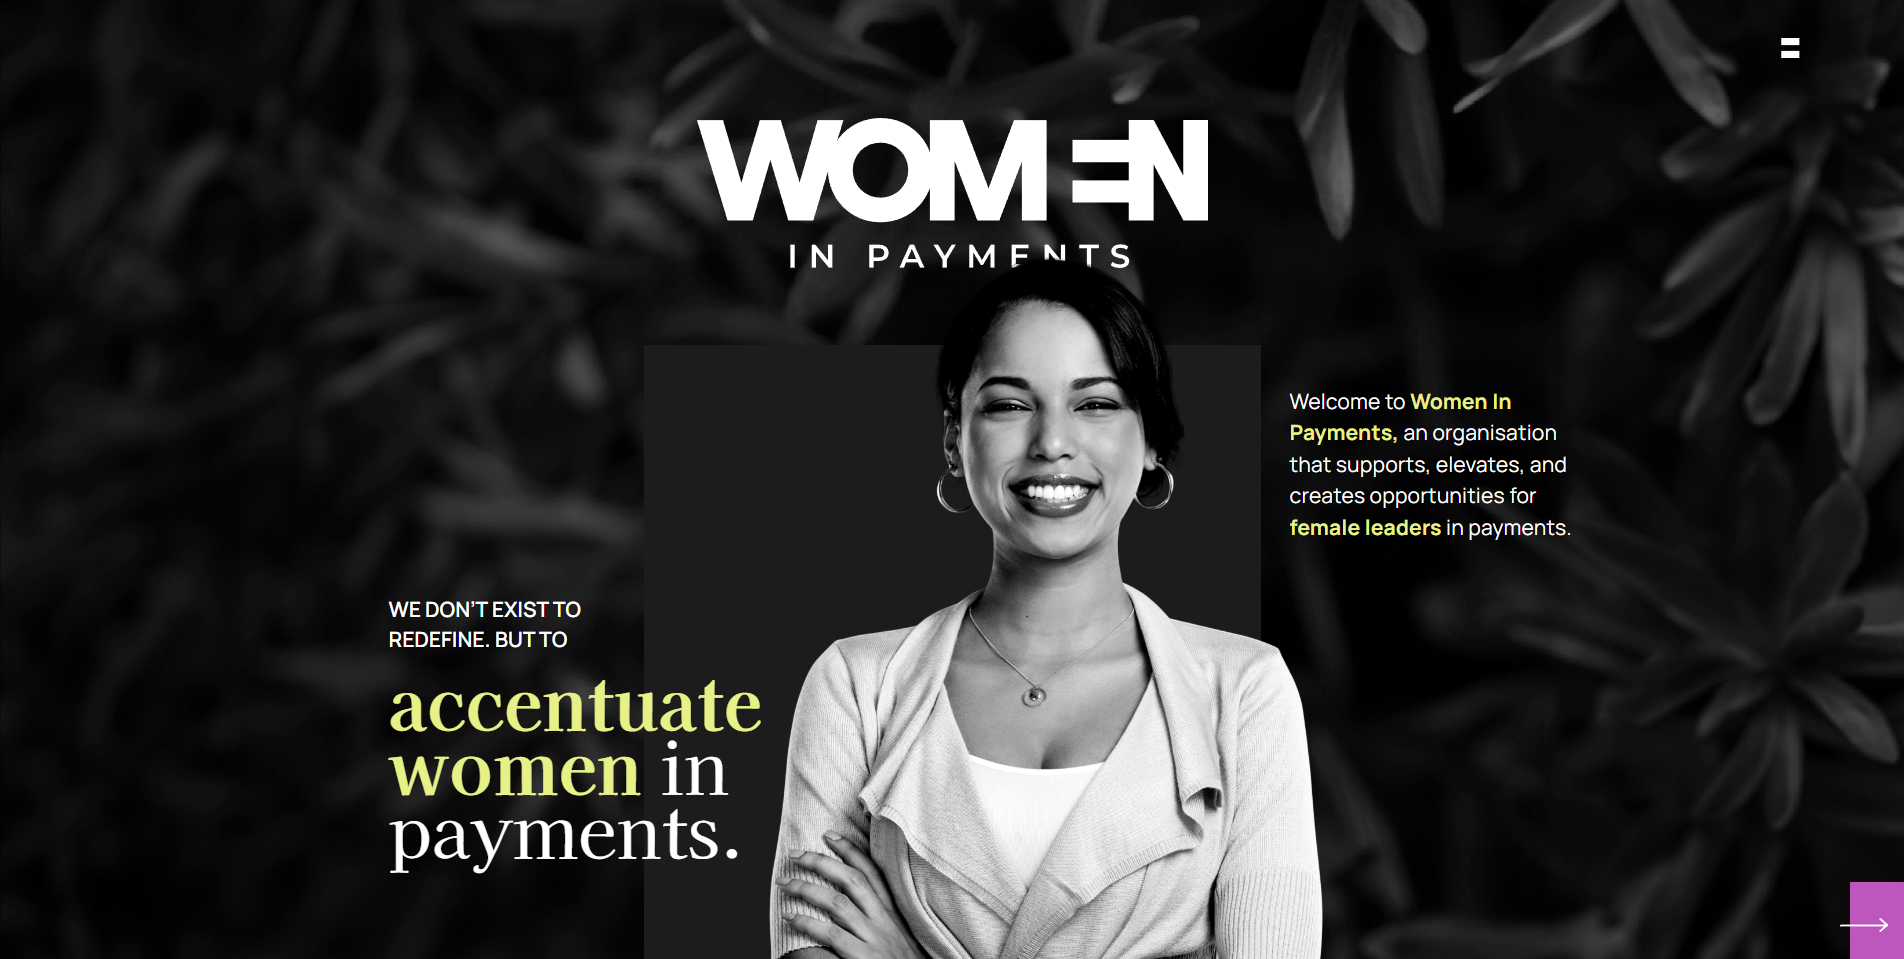 WOMEN
IN PAYMENTS
Welcome to Women In
Payments, an organisation
that supports, elevates, and
creates opportunities for
female leaders in payments.
WE DON'T EXIST TO
REDEFINE. BUT TO
accentuate
women in
payments.